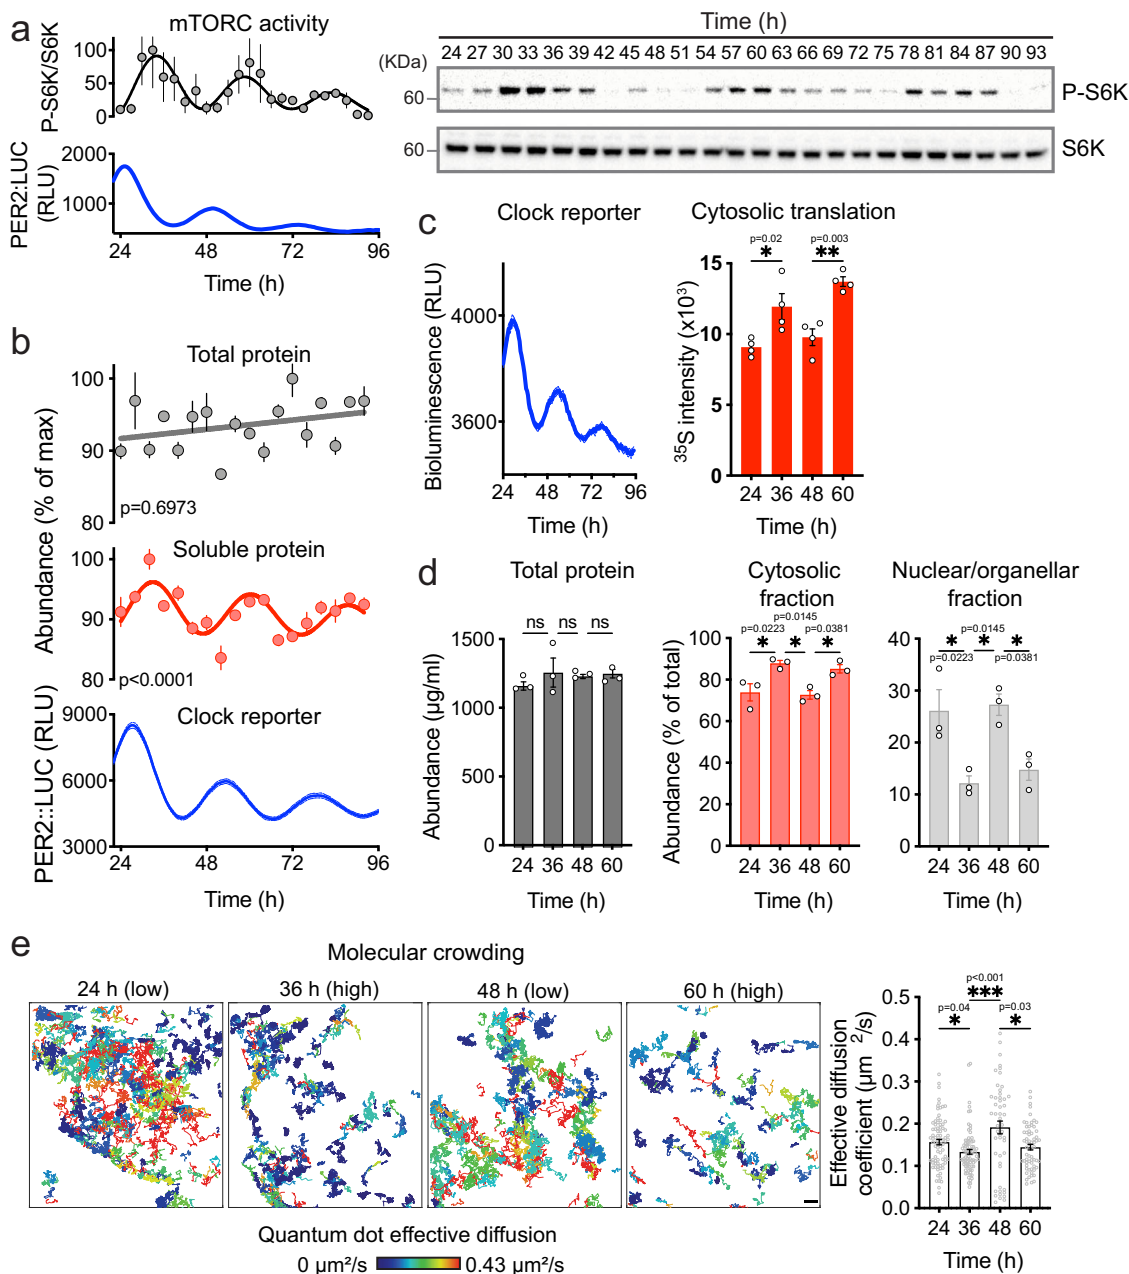 a
mTORC activity
P-S6K/S6K
100
50
0
PER2:LUC
(RLU)
2000
1000
24 48 72 96
Time (h)
Time (h)
24 27 30 33 36 39 42 45 48 51 54 57 60 63 66 69 72 75 78 81 84 87 90 93
(KDa)
60
P-S6K
60
S6K
b
Total protein
Abundance (% of max)
100
90
80
p=0.6973
Soluble protein
100
90
80
p<0.0001
Clock reporter
PER2::LUC (RLU)
9000
6000
3000
24 48 72 96
Time (h)
c
Clock reporter
Bioluminescence (RLU)
4000
3600
24 48 72 96
Time (h)
Cytosolic translation
p=0.02
*
p=0.003
**
35S intensity (x10³)
15
10
5
0
24 36 48 60
Time (h)
d
Total protein
ns ns ns
Abundance (µg/ml)
1500
1000
500
0
24 36 48 60
Time (h)
Cytosolic
fraction
p=0.0145
p=0.0223 p=0.0381
* * *
Abundance (% of total)
100
80
60
40
20
0
24 36 48 60
Time (h)
Nuclear/organellar
fraction
p=0.0145
* * *
p=0.0223 p=0.0381
40
30
20
10
0
24 36 48 60
Time (h)
e
Molecular crowding
24 h (low)
36 h (high)
48 h (low)
60 h (high)
Quantum dot effective diffusion
0 µm²/s
0.43 µm²/s
p<0.001
***
p=0.04
*
p=0.03
*
Effective diffusion
coefficient (µm ²/s)
0.5
0.4
0.3
0.2
0.1
0.0
24 36 48 60
Time (h)